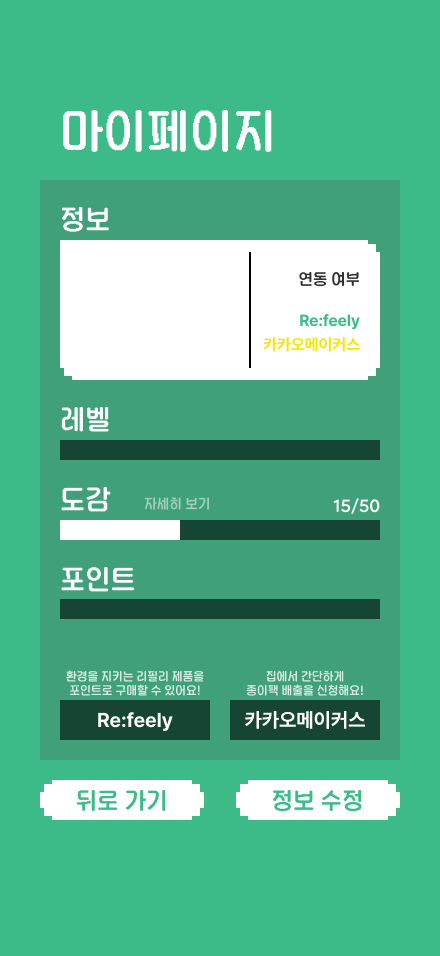 마이페이지
정보
연동 여부
Re:feely
카카오메이커스
레벨
도감 자세히 보기 15/50
포인트
환경을 지키는 리필리 제품을
포인트로 구매할 수 있어요!
Re:feely
집에서 간단하게
종이팩 배출을 신청해요!
카카오메이커스
뒤로 가기
정보 수정